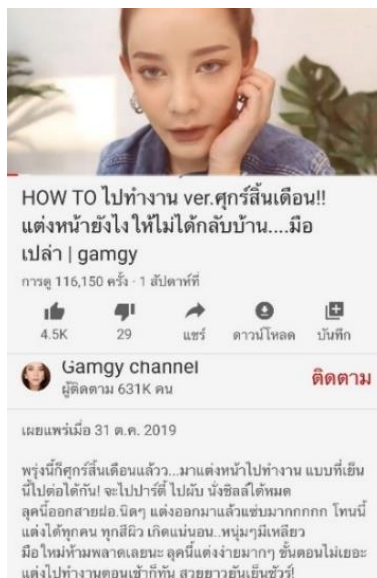 HOW TO ไปทำงาน ver.ศุกร์สิ้นเดือน!!
แต่งหน้ายังไงให้ไม่ได้กลับบ้าน....มือ
เปล่า | gamgy
การดู 116,150 ครั้ง · 1 สัปดาห์ที่
4.5K
29
แชร์
ดาวน์โหลด
บันทึก
Gamgy channel
ผู้ติดตาม 631K คน
ติดตาม
เผยแพร่เมื่อ 31 ต.ค. 2019
พรุ่งนี้ก็ศุกร์สิ้นเดือนแล้วว...มาแต่งหน้าไปทำงาน แบบที่เย็น
นี้ไปต่อได้กัน! จะไปปาร์ตี้ ไปผับ นั่งชิลล์ได้หมด
ลุคนี้ออกสายฝอ.นิดๆ แต่งออกมาแล้วแซ่บมากกกกก โทนนี้
แต่งได้ทุกคน ทุกสีผิว เกิดแน่นอน..หนุ่มๆมีเหลียว
มือใหม่ห้ามพลาดเลยนะ ลุคนี้แต่งง่ายมากๆ ขั้นตอนไม่เยอะ
แต่งไปทำงานตอนเช้าก็ทัน สวยยาวยันเย็นชัวร์!